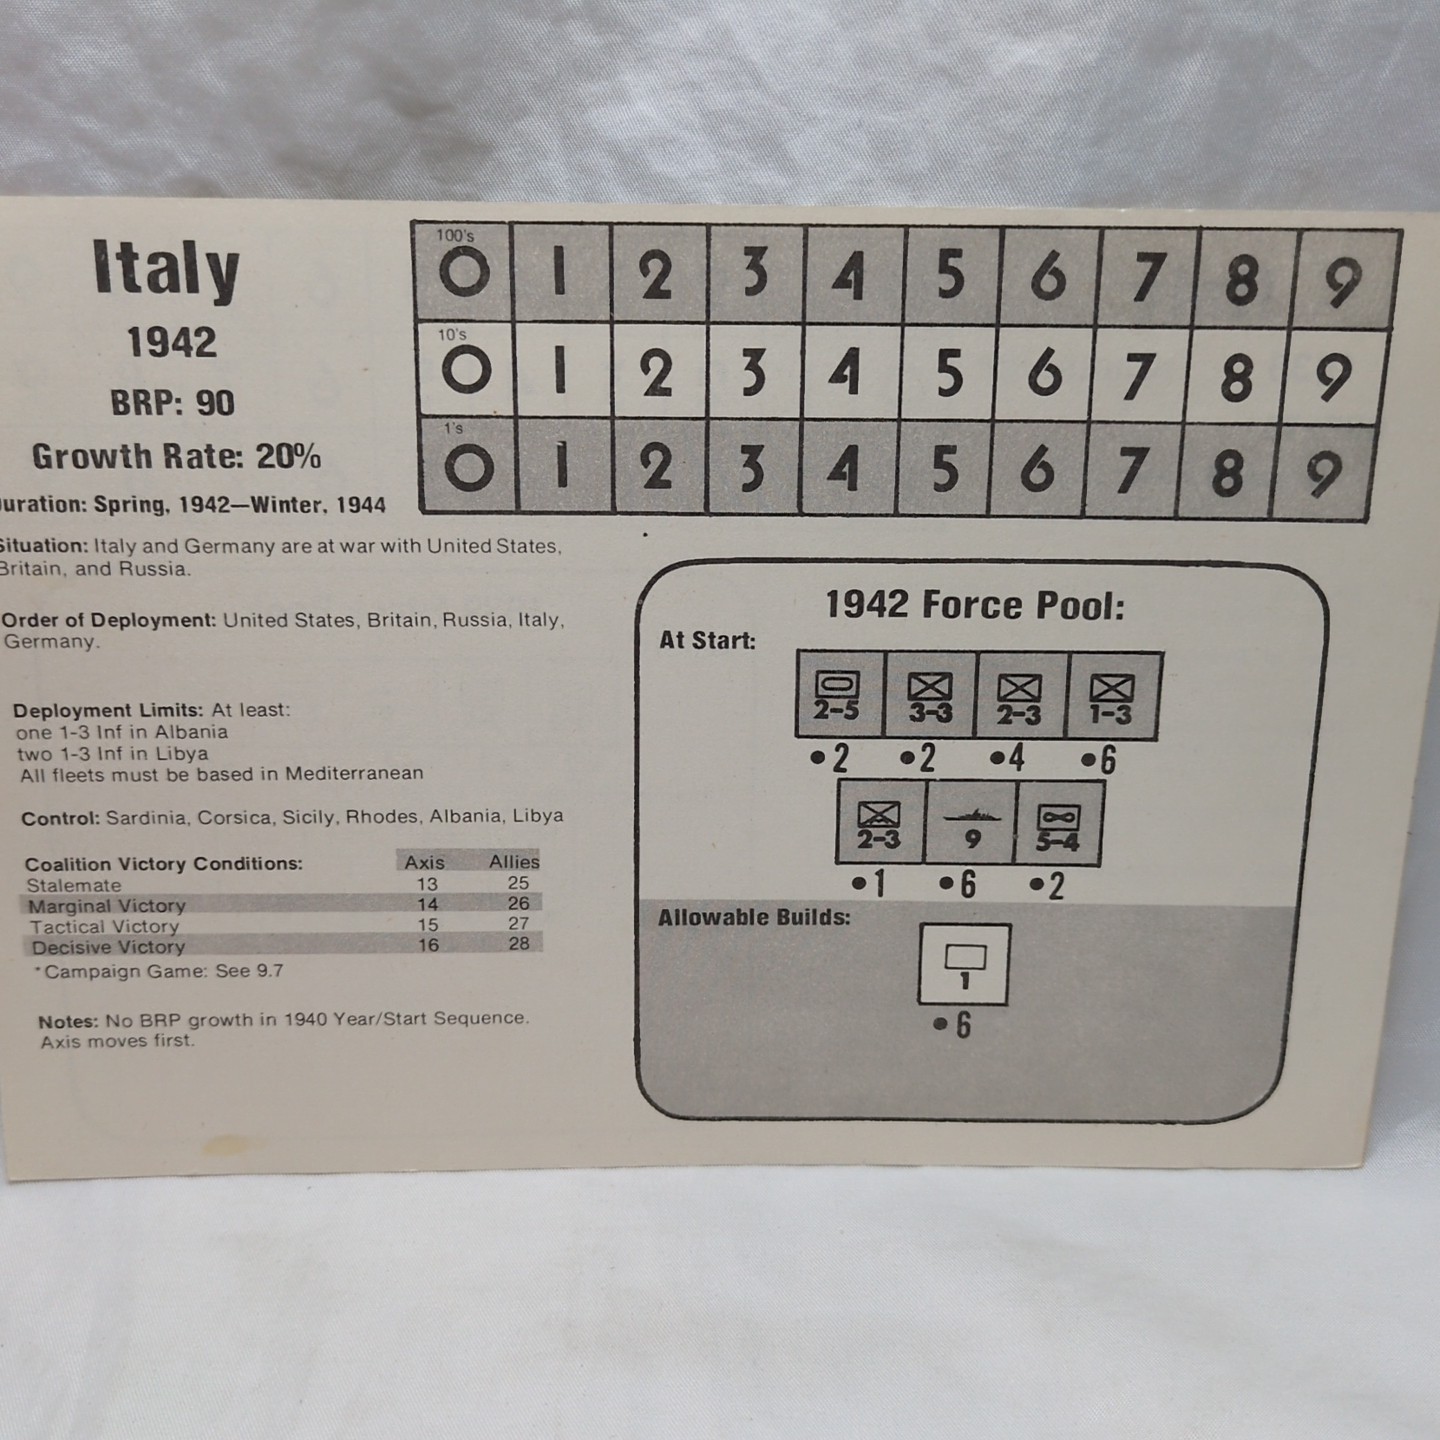 Italy
1942
BRP: 90
Growth Rate: 20%
uration: Spring, 1942—Winter, 1944
100's
0 1 2 3 4 5 6 7 8 9
10's
0 1 2 3 4 5 6 7 8 9
1's
0 1 2 3 4 5 6 7 8 9
Situation: Italy and Germany are at war with United States,
Britain, and Russia.
Order of Deployment: United States, Britain, Russia, Italy,
Germany.
Deployment Limits: At least:
one 1-3 Inf in Albania
two 1-3 Inf in Libya
All fleets must be based in Mediterranean
Control: Sardinia, Corsica, Sicily, Rhodes, Albania, Libya
Coalition Victory Conditions: Axis Allies
Stalemate 13 25
Marginal Victory 14 26
Tactical Victory 15 27
Decisive Victory 16 28
*Campaign Game: See 9.7
Notes: No BRP growth in 1940 Year/Start Sequence.
Axis moves first.
1942 Force Pool:
At Start:
2-5 3-3 2-3 1-3
•2 •2 •4 •6
2-3 9 5-4
•1 •6 •2
Allowable Builds:
1
•6